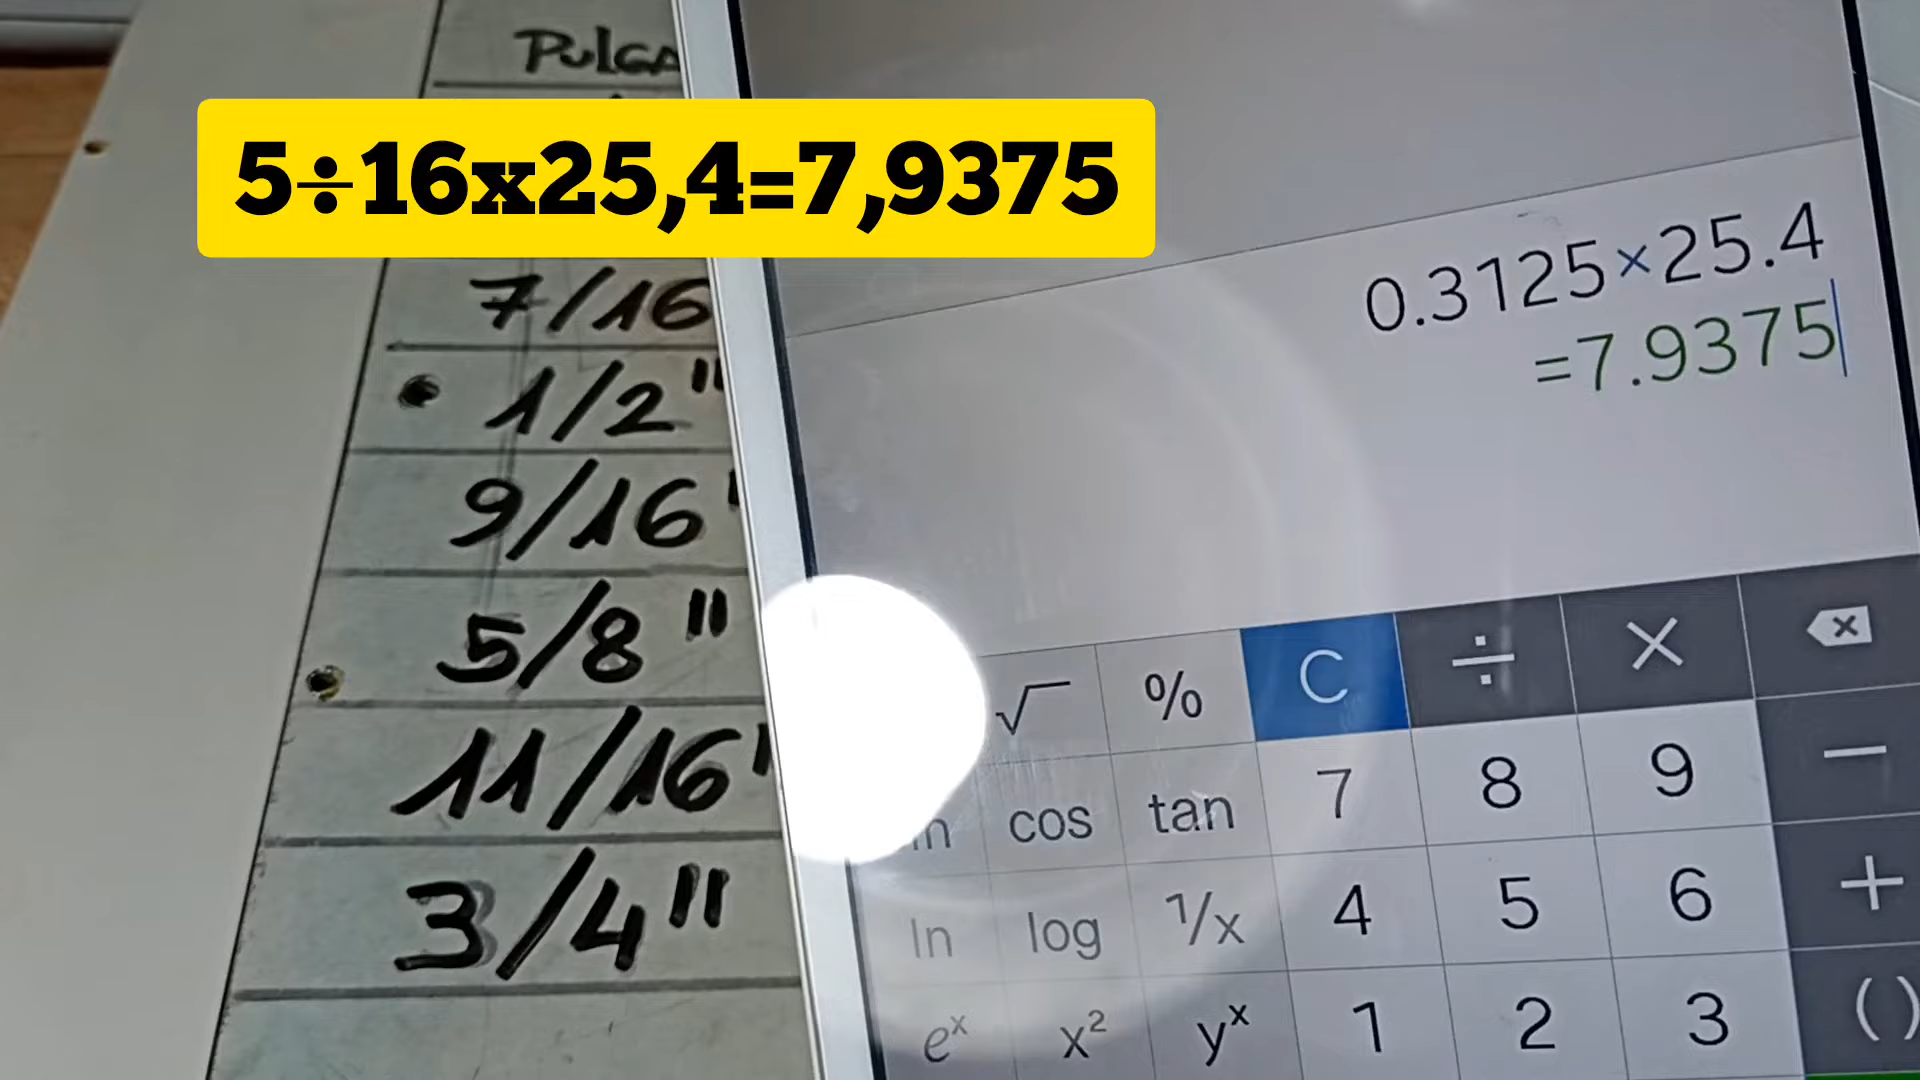 PULGA
5÷16x25,4=7,9375
7/16
1/2"
9/16"
5/8"
11/16"
3/4"
0.3125×25.4
=7.9375
√ % C ÷ ×
cos tan 7 8 9 −
ln log 1/x 4 5 6 +
eˣ x² yˣ 1 2 3 ()